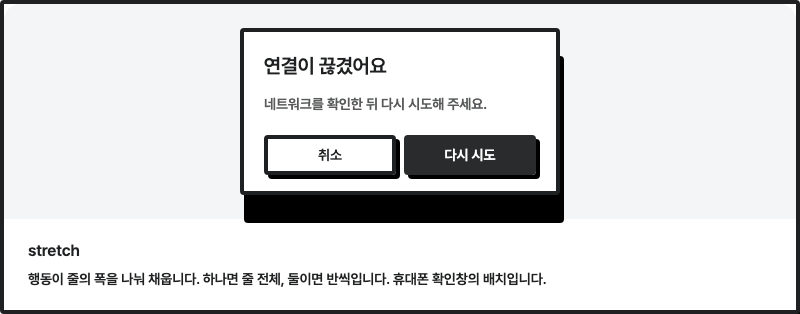 연결이 끊겼어요
네트워크를 확인한 뒤 다시 시도해 주세요.
취소
다시 시도
stretch
행동이 줄의 폭을 나눠 채웁니다. 하나면 줄 전체, 둘이면 반씩입니다. 휴대폰 확인창의 배치입니다.